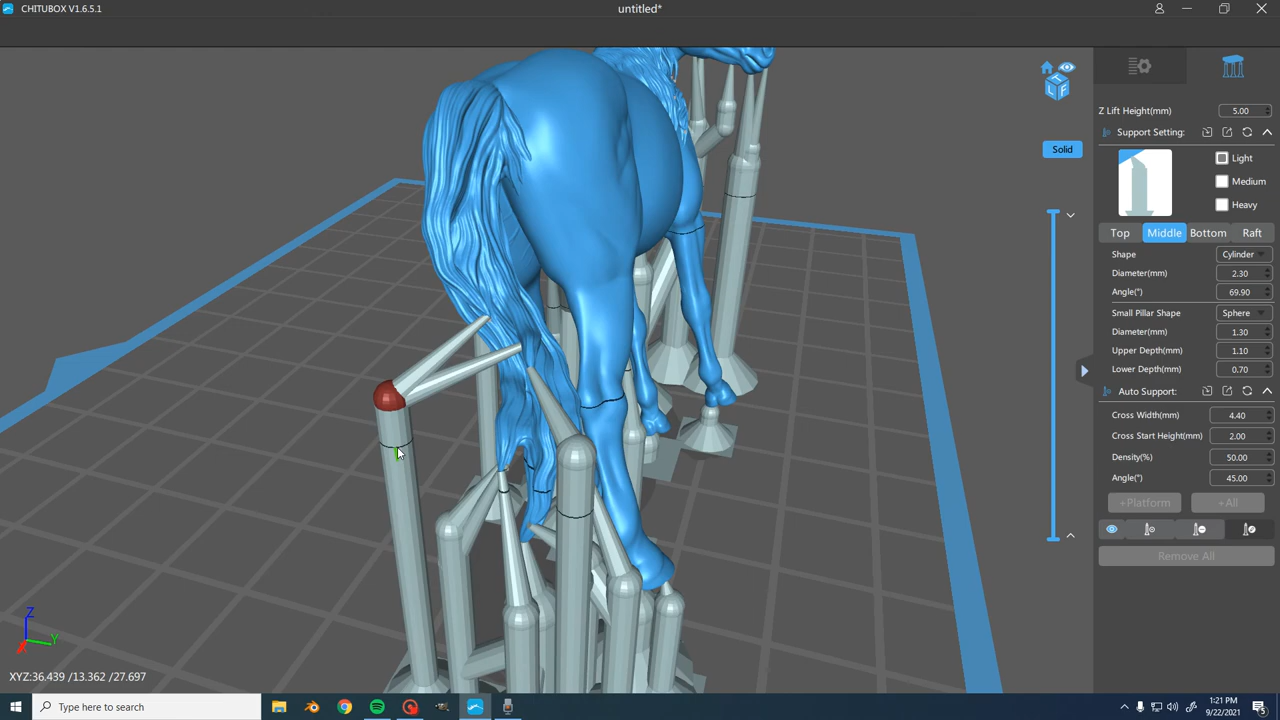 CHITUBOX V1.6.5.1
untitled*
Z Lift Height(mm) 5.00
Support Setting:
Light
Medium
Heavy
Top Middle Bottom Raft
Shape Cylinder
Diameter(mm) 2.30
Angle(°) 69.90
Small Pillar Shape Sphere
Diameter(mm) 1.30
Upper Depth(mm) 1.10
Lower Depth(mm) 0.70
Auto Support:
Cross Width(mm) 4.40
Cross Start Height(mm) 2.00
Density(%) 50.00
Angle(°) 45.00
+Platform +All
Remove All
Solid
T
L F
Z
Y
XYZ:36.439 /13.362 /27.697
Type here to search
1:21 PM
9/22/2021
5